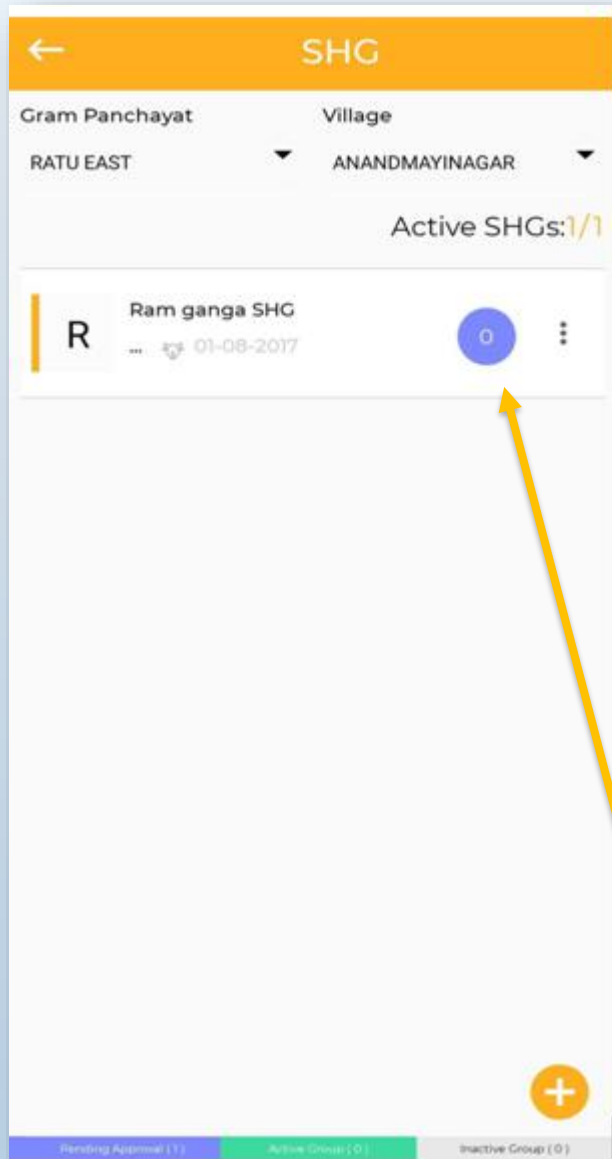 SHG
Gram Panchayat Village
RATU EAST ANANDMAYINAGAR
Active SHGs:1/1
R
Ram ganga SHG
0
... 01-08-2017
Pending Approval ( 1 ) Active Group ( 0 ) Inactive Group ( 0 )